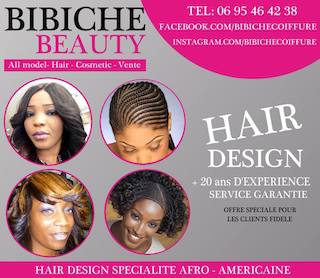 BIBICHE
BEAUTY
All model- Hair - Cosmetic - Vente
TEL: 06 95 46 42 38
FACEBOOK.COM/BIBICHECOIFFURE
INSTAGRAM.COM/BIBICHECOIFFURE
HAIR
DESIGN
+ 20 ans D'EXPERIENCE
SERVICE GARANTIE
OFFRE SPECIALE POUR
LES CLIENTS FIDELE
HAIR DESIGN SPECIALITE AFRO - AMERICAINE